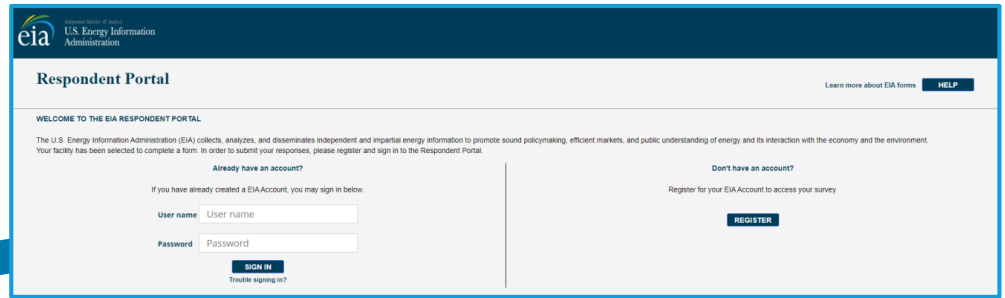 Independent Statistics & Analysis
eia
U.S. Energy Information
Administration
Respondent Portal
Learn more about EIA forms
HELP
WELCOME TO THE EIA RESPONDENT PORTAL
The U.S. Energy Information Administration (EIA) collects, analyzes, and disseminates independent and impartial energy information to promote sound policymaking, efficient markets, and public understanding of energy and its interaction with the economy and the environment.
Your facility has been selected to complete a form. In order to submit your responses, please register and sign in to the Respondent Portal.
Already have an account?
If you have already created a EIA Account, you may sign in below.
User name User name
Password Password
SIGN IN
Trouble signing in?
Don't have an account?
Register for your EIA Account to access your survey.
REGISTER